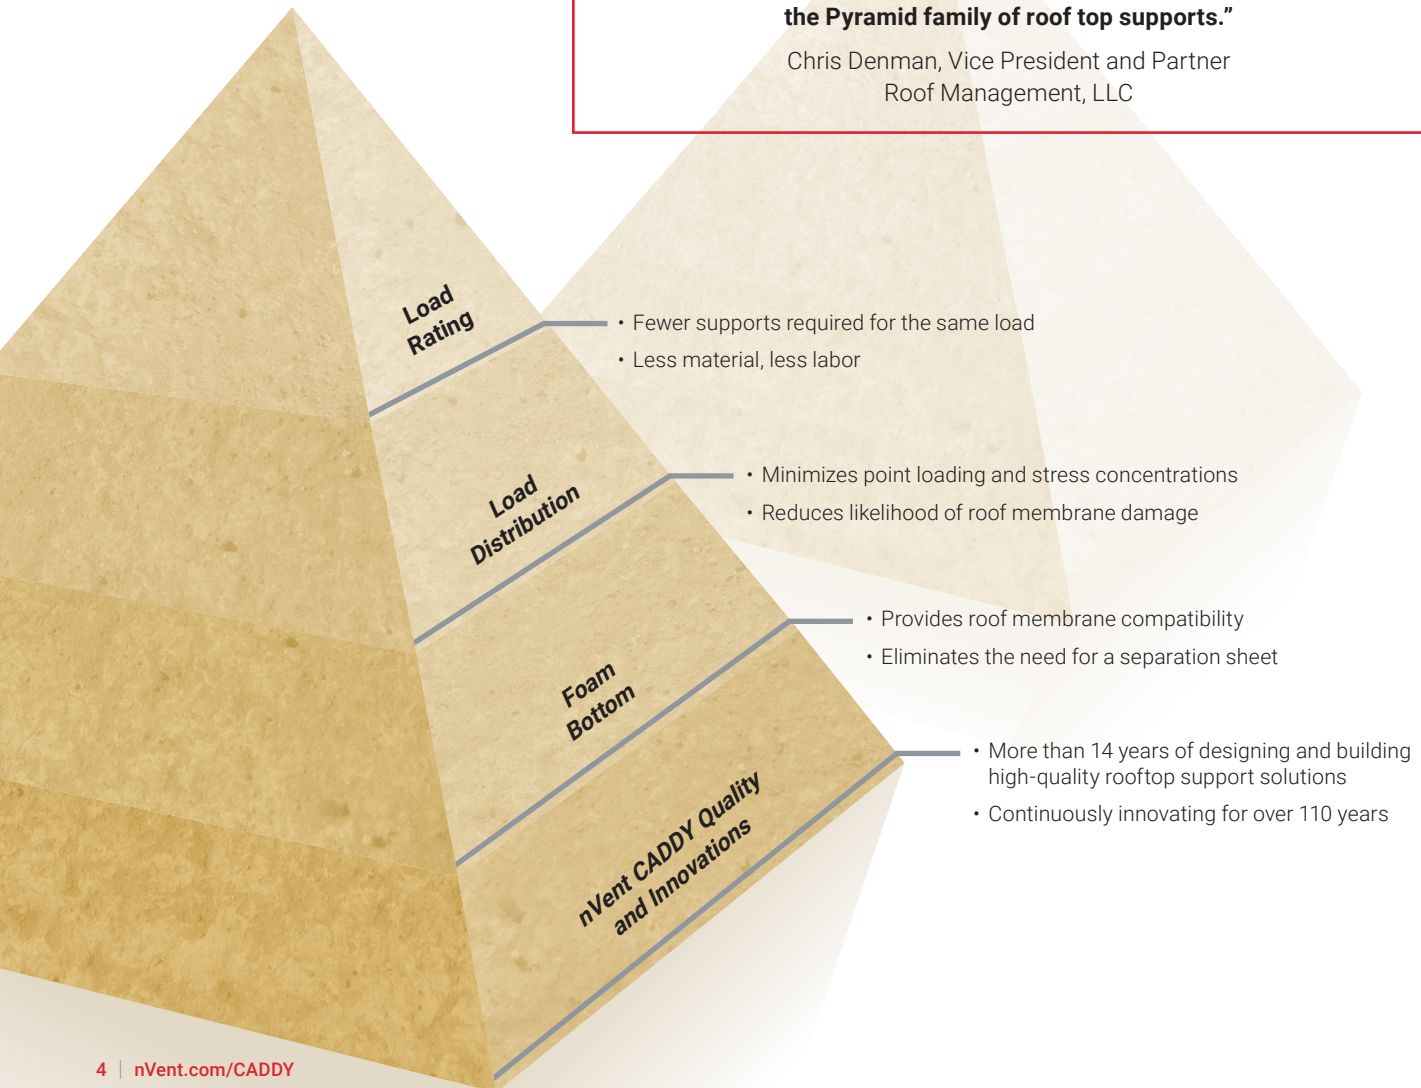 the Pyramid family of roof top supports.”
Chris Denman, Vice President and Partner
Roof Management, LLC
Load
Rating
• Fewer supports required for the same load
• Less material, less labor
Load
Distribution
• Minimizes point loading and stress concentrations
• Reduces likelihood of roof membrane damage
Foam
Bottom
• Provides roof membrane compatibility
• Eliminates the need for a separation sheet
nVent CADDY Quality
and Innovations
• More than 14 years of designing and building
high-quality rooftop support solutions
• Continuously innovating for over 110 years
4 | nVent.com/CADDY